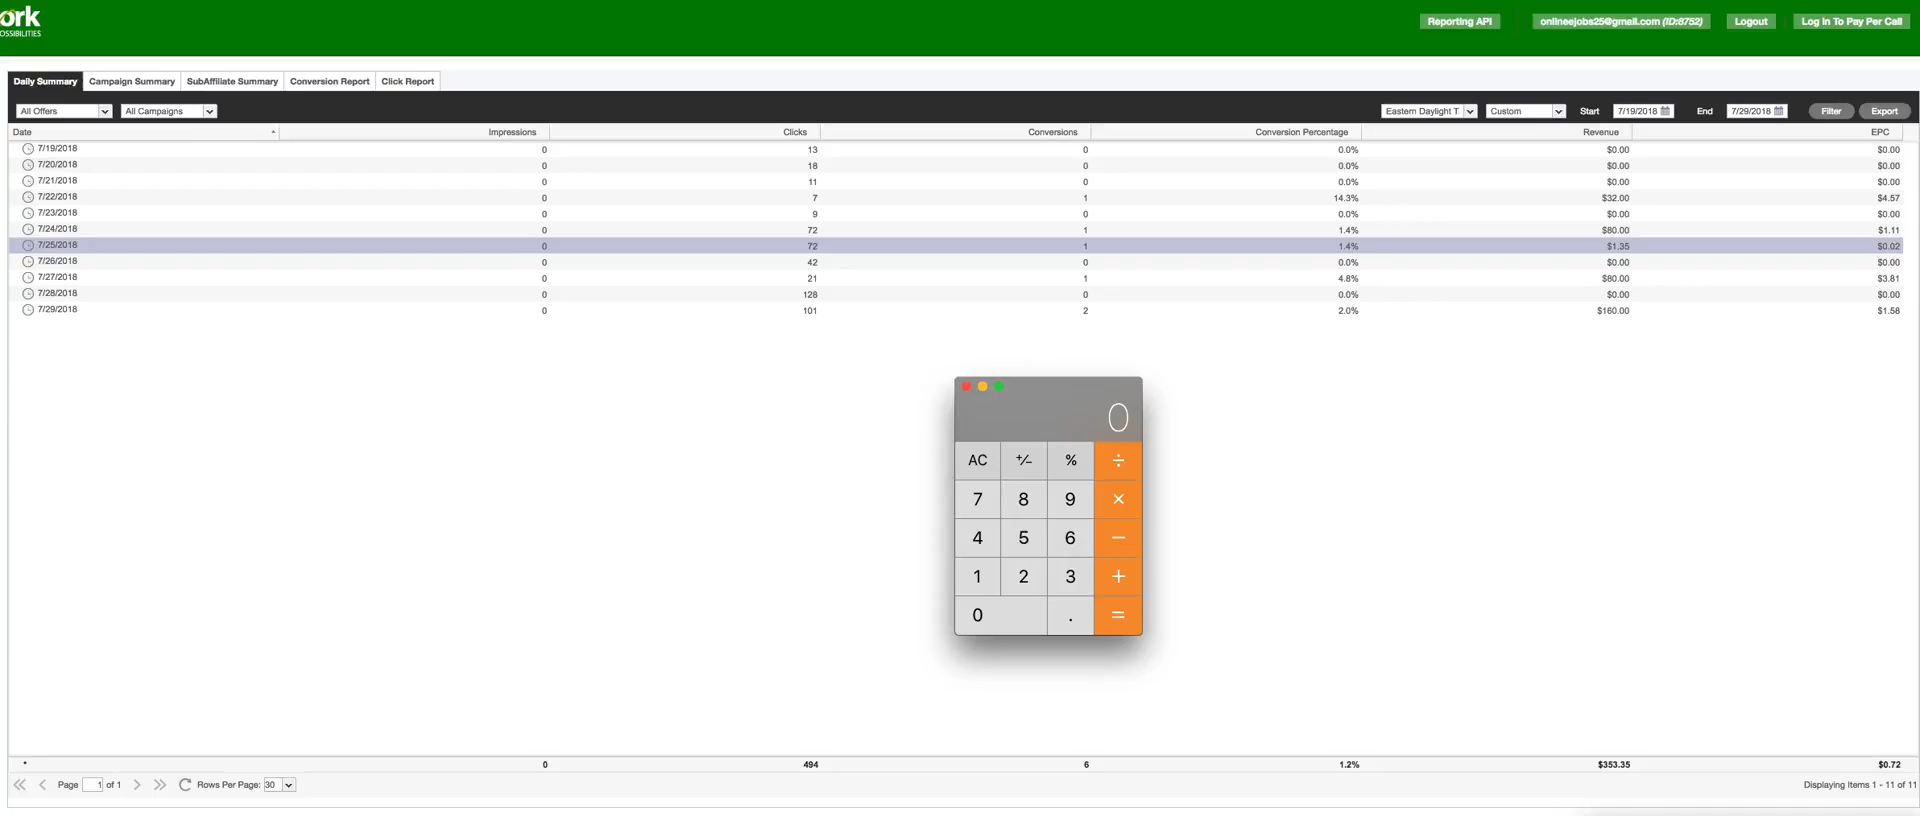 ork
OSSIBILITIES
Reporting API onlineejobs25@gmail.com (ID:8752) Logout Log In To Pay Per Call
Daily Summary Campaign Summary SubAffiliate Summary Conversion Report Click Report
All Offers All Campaigns Eastern Daylight T Custom Start 7/19/2018 End 7/29/2018 Filter Export
Date Impressions Clicks Conversions Conversion Percentage Revenue EPC
7/19/2018 0 13 0 0.0% $0.00 $0.00
7/20/2018 0 18 0 0.0% $0.00 $0.00
7/21/2018 0 11 0 0.0% $0.00 $0.00
7/22/2018 0 7 1 14.3% $32.00 $4.57
7/23/2018 0 9 0 0.0% $0.00 $0.00
7/24/2018 0 72 1 1.4% $80.00 $1.11
7/25/2018 0 72 1 1.4% $1.35 $0.02
7/26/2018 0 42 0 0.0% $0.00 $0.00
7/27/2018 0 21 1 4.8% $80.00 $3.81
7/28/2018 0 128 0 0.0% $0.00 $0.00
7/29/2018 0 101 2 2.0% $160.00 $1.58
0
AC +/− % ÷
7 8 9 ×
4 5 6 −
1 2 3 +
0 . =
* 0 494 6 1.2% $353.35 $0.72
Page 1 of 1 Rows Per Page: 30 Displaying Items 1 - 11 of 11